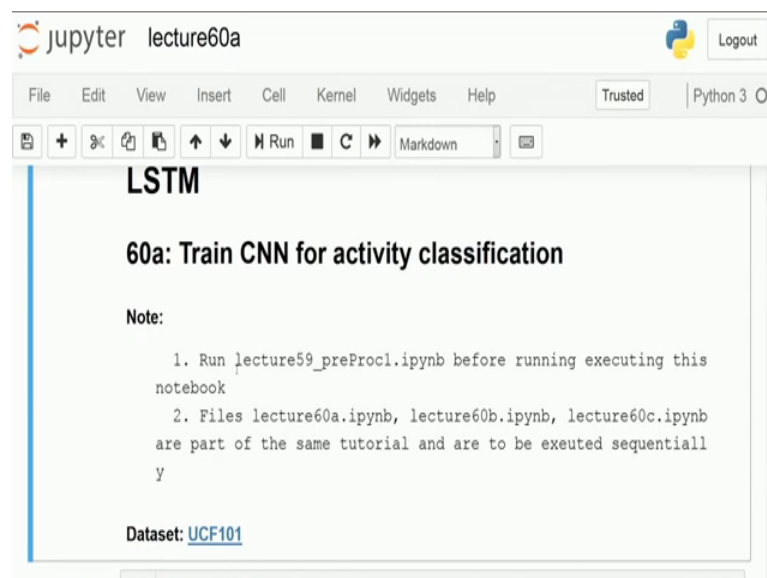 jupyter lecture60a Logout
File Edit View Insert Cell Kernel Widgets Help Trusted Python 3
Run Markdown
LSTM
60a: Train CNN for activity classification
Note:
1. Run lecture59_preProc1.ipynb before running executing this
notebook
2. Files lecture60a.ipynb, lecture60b.ipynb, lecture60c.ipynb
are part of the same tutorial and are to be exeuted sequentiall
y
Dataset: UCF101